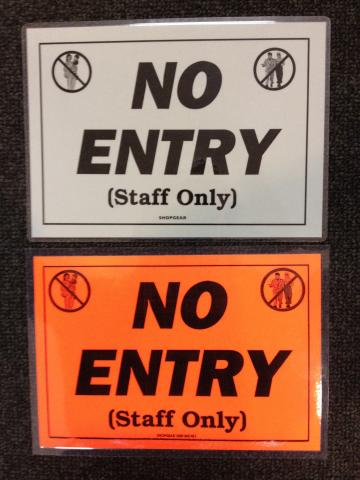 NO
ENTRY
(Staff Only)
SHOPGEAR
NO
ENTRY
(Staff Only)